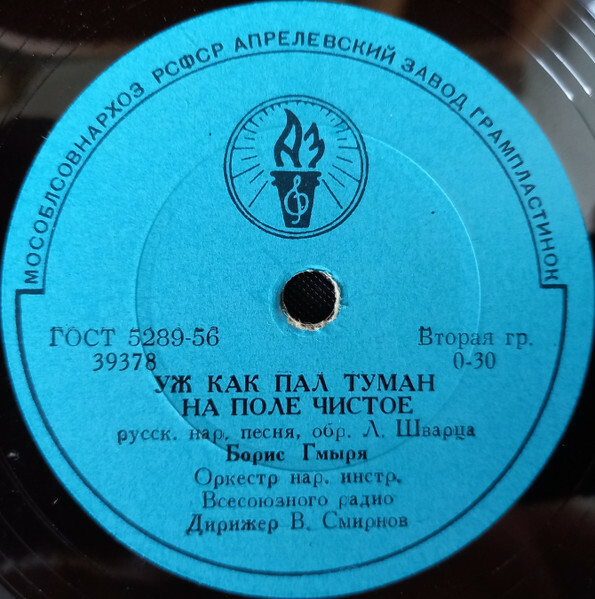 МОСОБЛСОВНАРХОЗ РСФСР АПРЕЛЕВСКИЙ ЗАВОД ГРАМПЛАСТИНОК
АЗ
ГОСТ 5289-56
39378
Вторая гр.
0-30
УЖ КАК ПАЛ ТУМАН
НА ПОЛЕ ЧИСТОЕ
русск. нар. песня, обр. Л. Шварца
Борис Гмыря
Оркестр нар. инстр.
Всесоюзного радио
Дирижер В. Смирнов